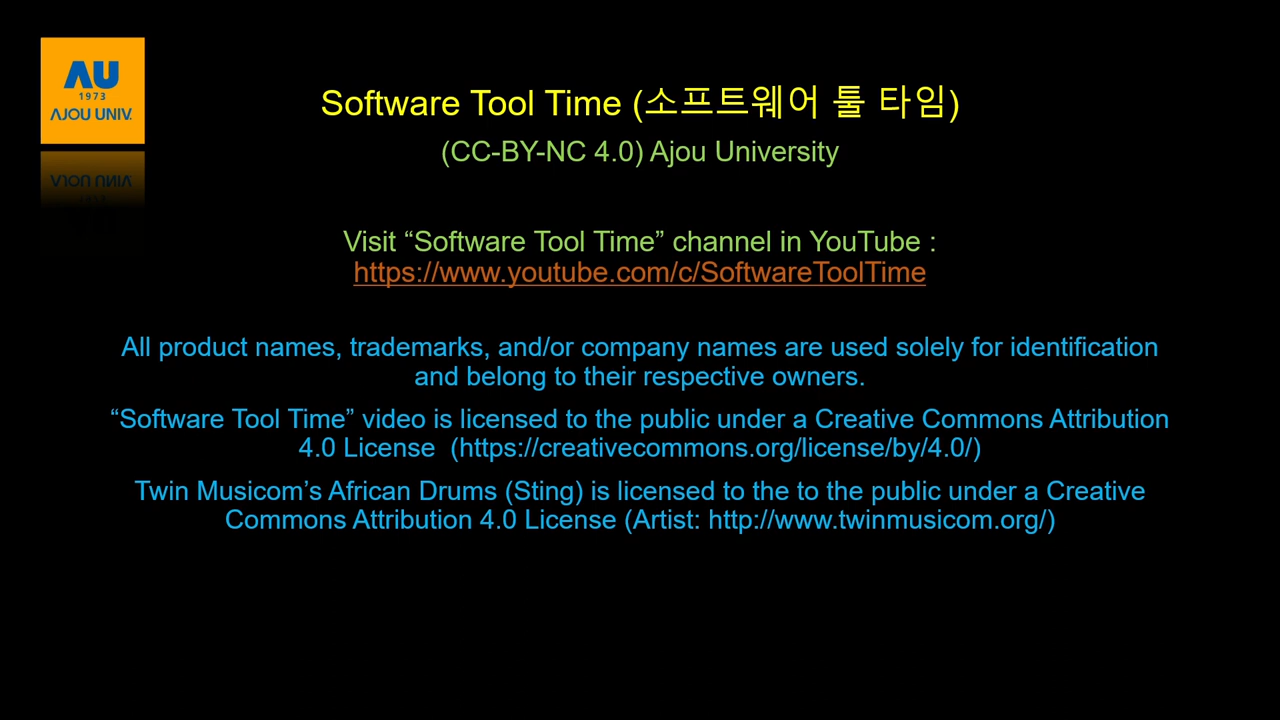 AU
1973
AJOU UNIV.
Software Tool Time (소프트웨어 툴 타임)
(CC-BY-NC 4.0) Ajou University
Visit “Software Tool Time” channel in YouTube :
https://www.youtube.com/c/SoftwareToolTime
All product names, trademarks, and/or company names are used solely for identification
and belong to their respective owners.
“Software Tool Time” video is licensed to the public under a Creative Commons Attribution
4.0 License (https://creativecommons.org/license/by/4.0/)
Twin Musicom’s African Drums (Sting) is licensed to the to the public under a Creative
Commons Attribution 4.0 License (Artist: http://www.twinmusicom.org/)